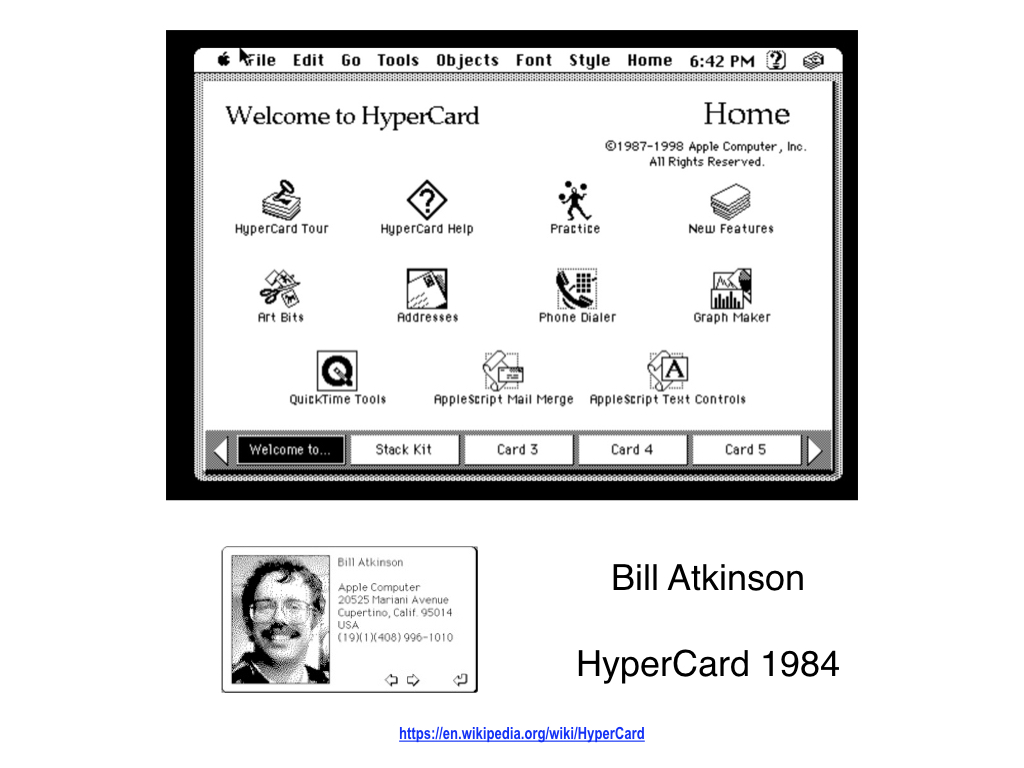 File Edit Go Tools Objects Font Style Home 6:42 PM
Welcome to HyperCard
Home
©1987-1998 Apple Computer, Inc.
All Rights Reserved.
HyperCard Tour
HyperCard Help
Practice
New Features
Art Bits
Addresses
Phone Dialer
Graph Maker
QuickTime Tools
AppleScript Mail Merge
AppleScript Text Controls
Welcome to...
Stack Kit
Card 3
Card 4
Card 5
Bill Atkinson
Apple Computer
20525 Mariani Avenue
Cupertino, Calif. 95014
USA
(19)(1)(408) 996-1010
Bill Atkinson
HyperCard 1984
https://en.wikipedia.org/wiki/HyperCard